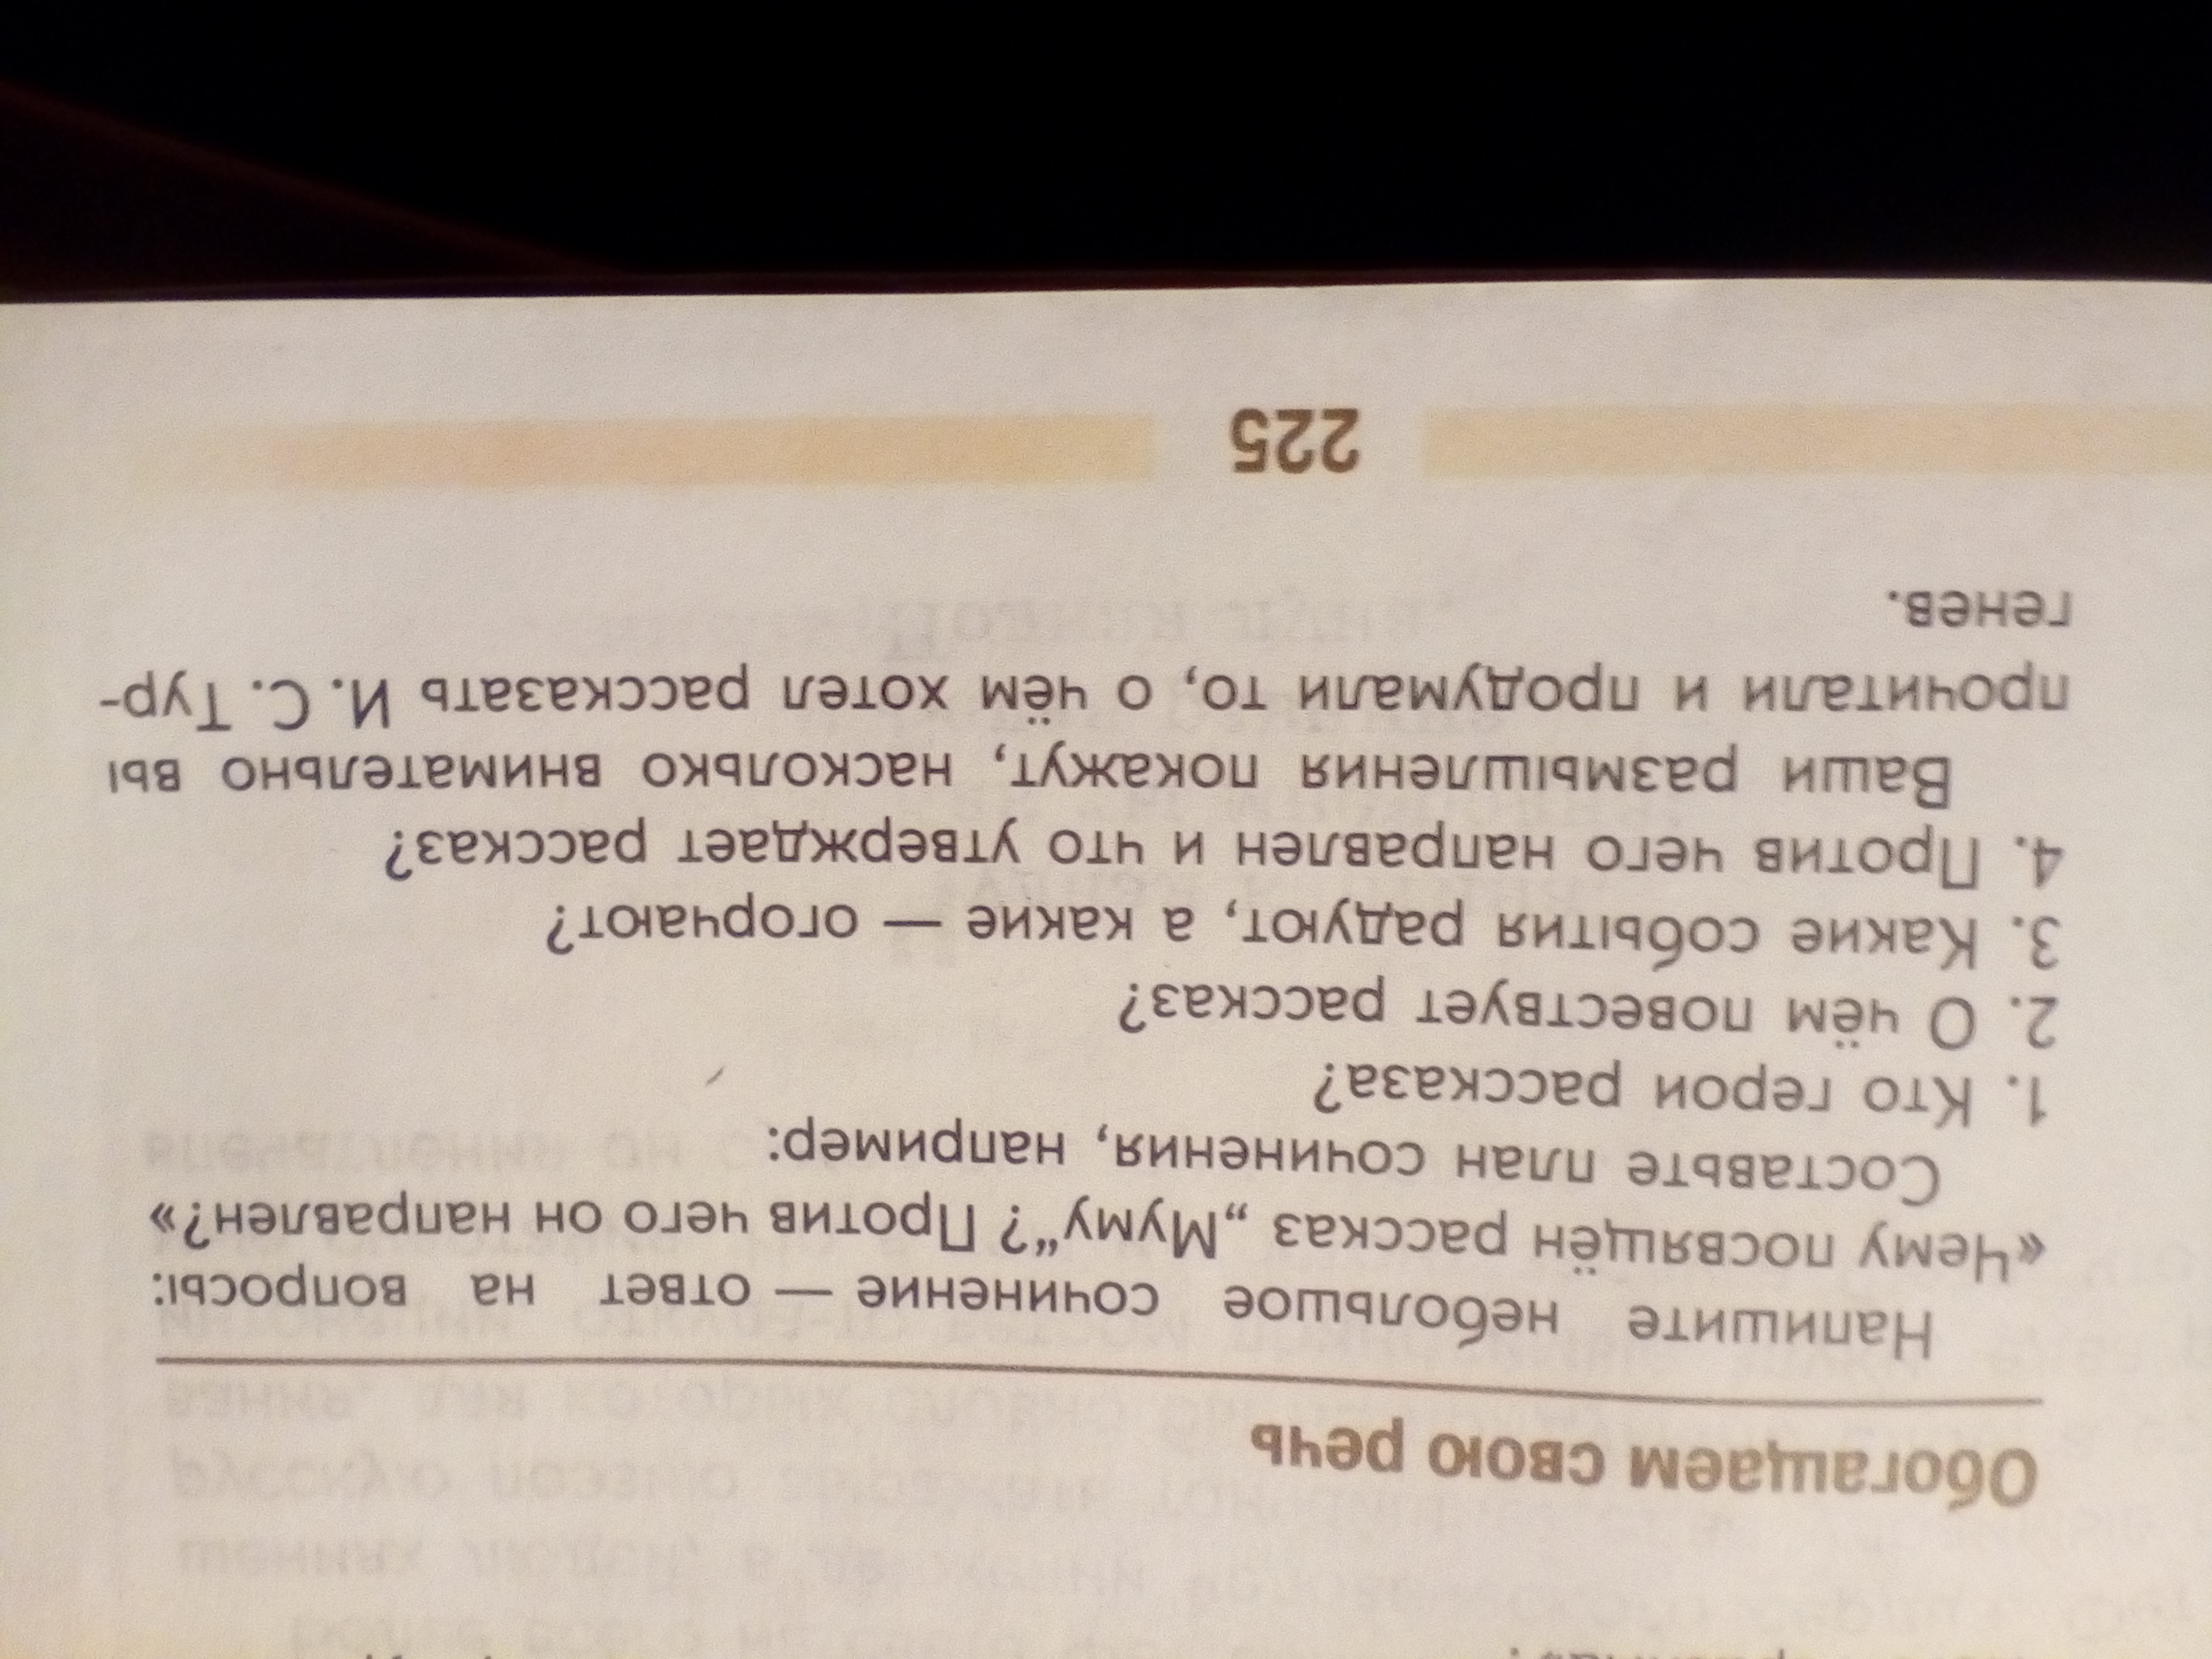 Обогащаем свою речь
Напишите небольшое сочинение — ответ на вопросы:
«Чему посвящён рассказ „Муму“? Против чего он направлен?»
Составьте план сочинения, например:
1. Кто герои рассказа?
2. О чём повествует рассказ?
3. Какие события радуют, а какие — огорчают?
4. Против чего направлен и что утверждает рассказ?
Ваши размышления покажут, насколько внимательно вы
прочитали и продумали то, о чём хотел рассказать И. С. Тур-
генев.
225